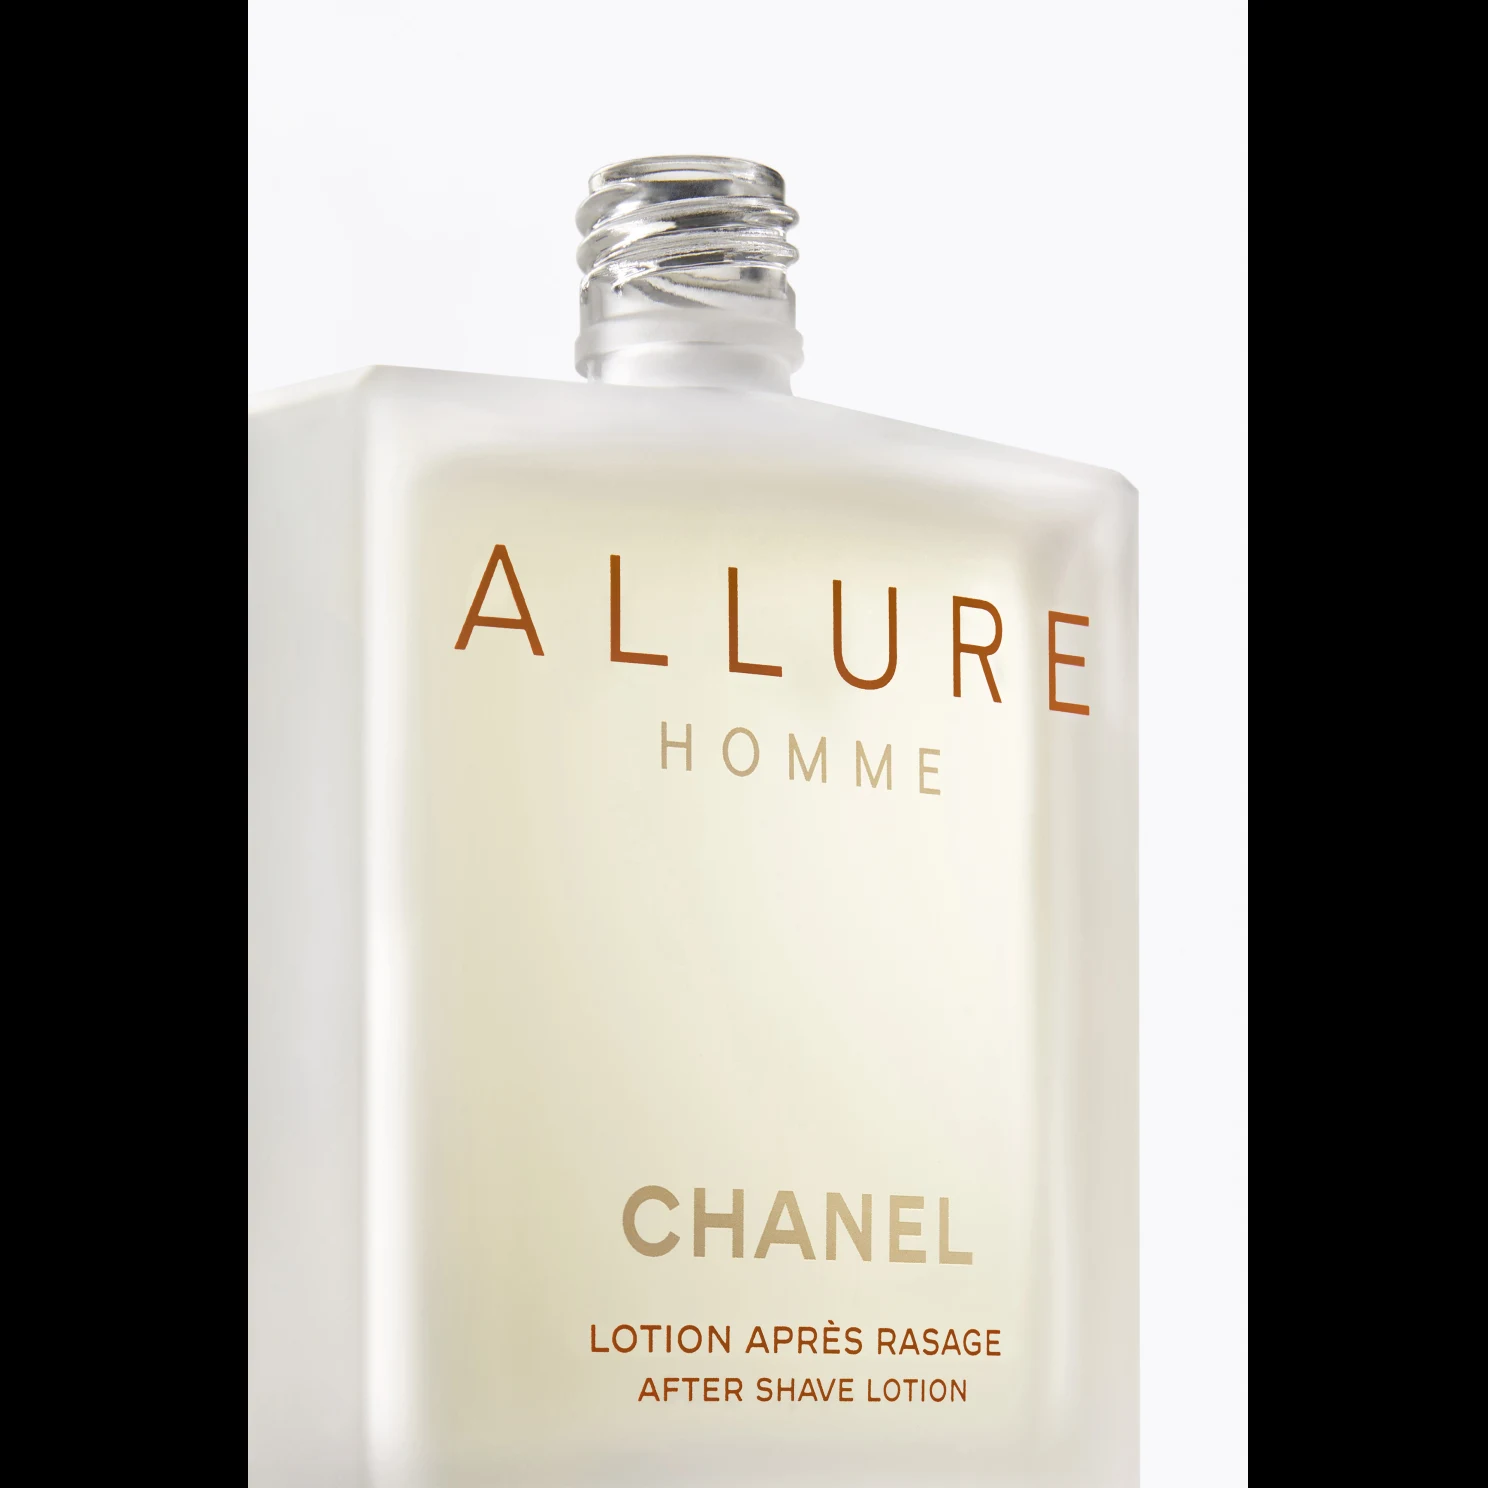 ALLURE
HOMME
CHANEL
LOTION APRÈS RASAGE
AFTER SHAVE LOTION